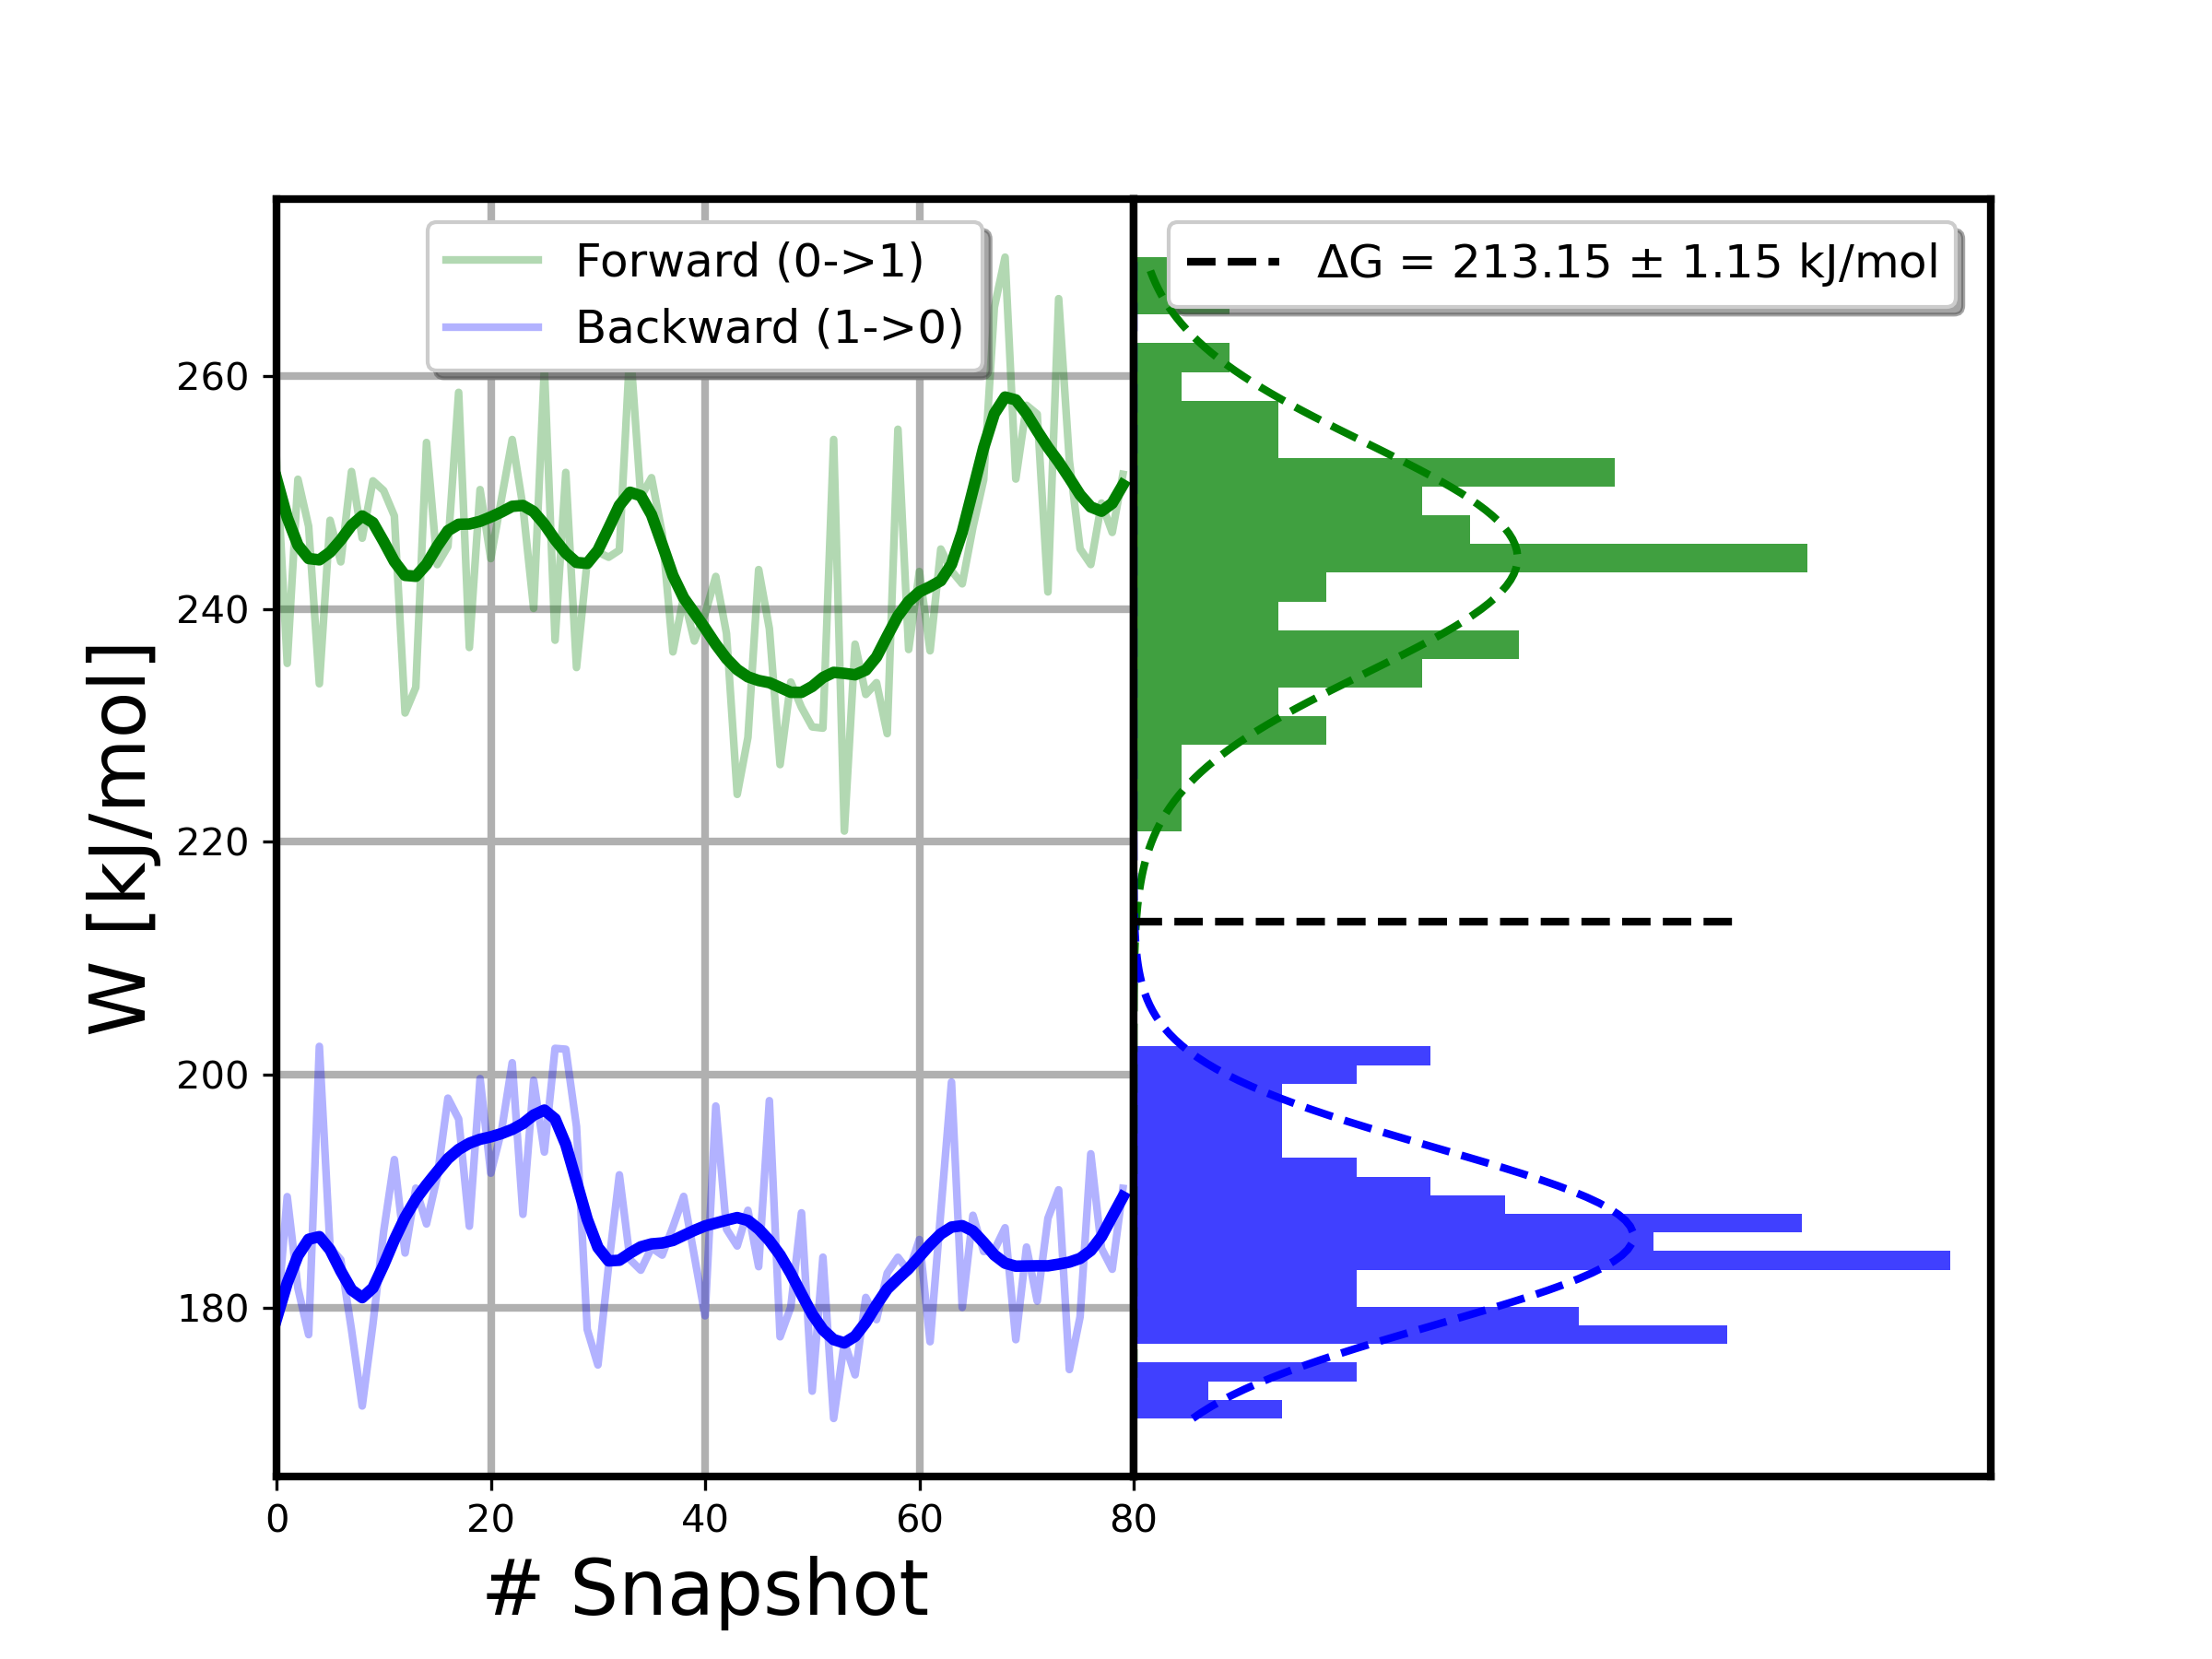 Forward (0->1)
Backward (1->0)
ΔG = 213.15 ± 1.15 kJ/mol
W [kJ/mol]
260
240
220
200
180
0 20 40 60 80
# Snapshot